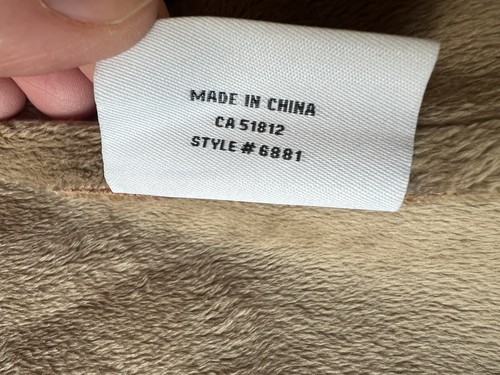 MADE IN CHINA
CA 51812
STYLE # 6881